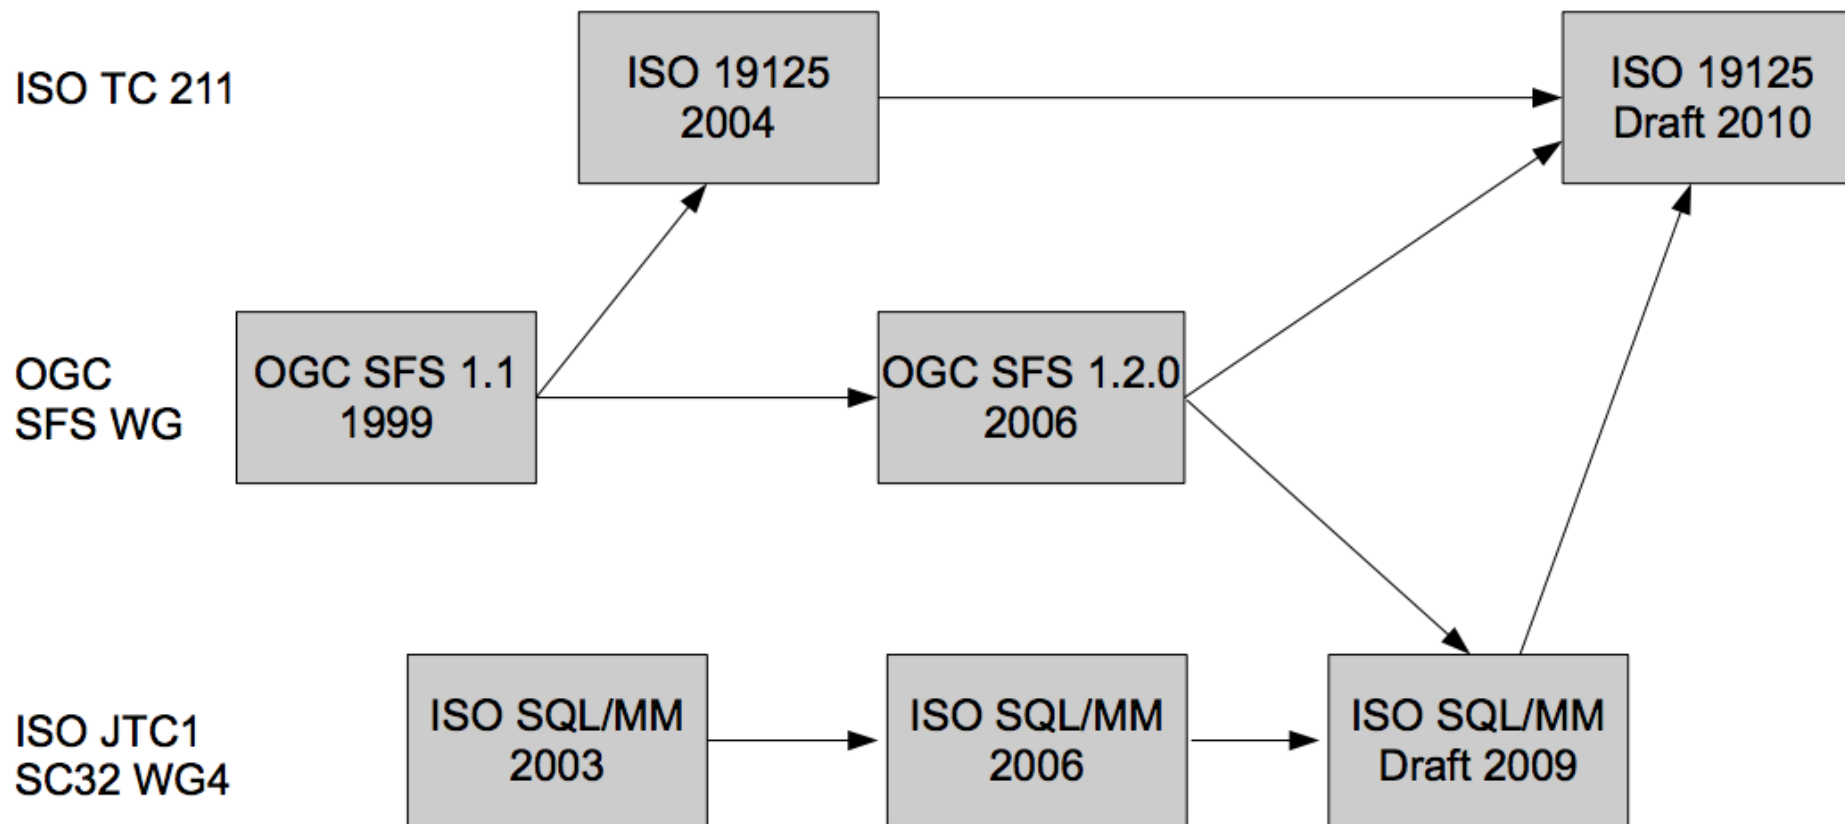 ISO TC 211
ISO 19125
2004
ISO 19125
Draft 2010
OGC
SFS WG
OGC SFS 1.1
1999
OGC SFS 1.2.0
2006
ISO JTC1
SC32 WG4
ISO SQL/MM
2003
ISO SQL/MM
2006
ISO SQL/MM
Draft 2009